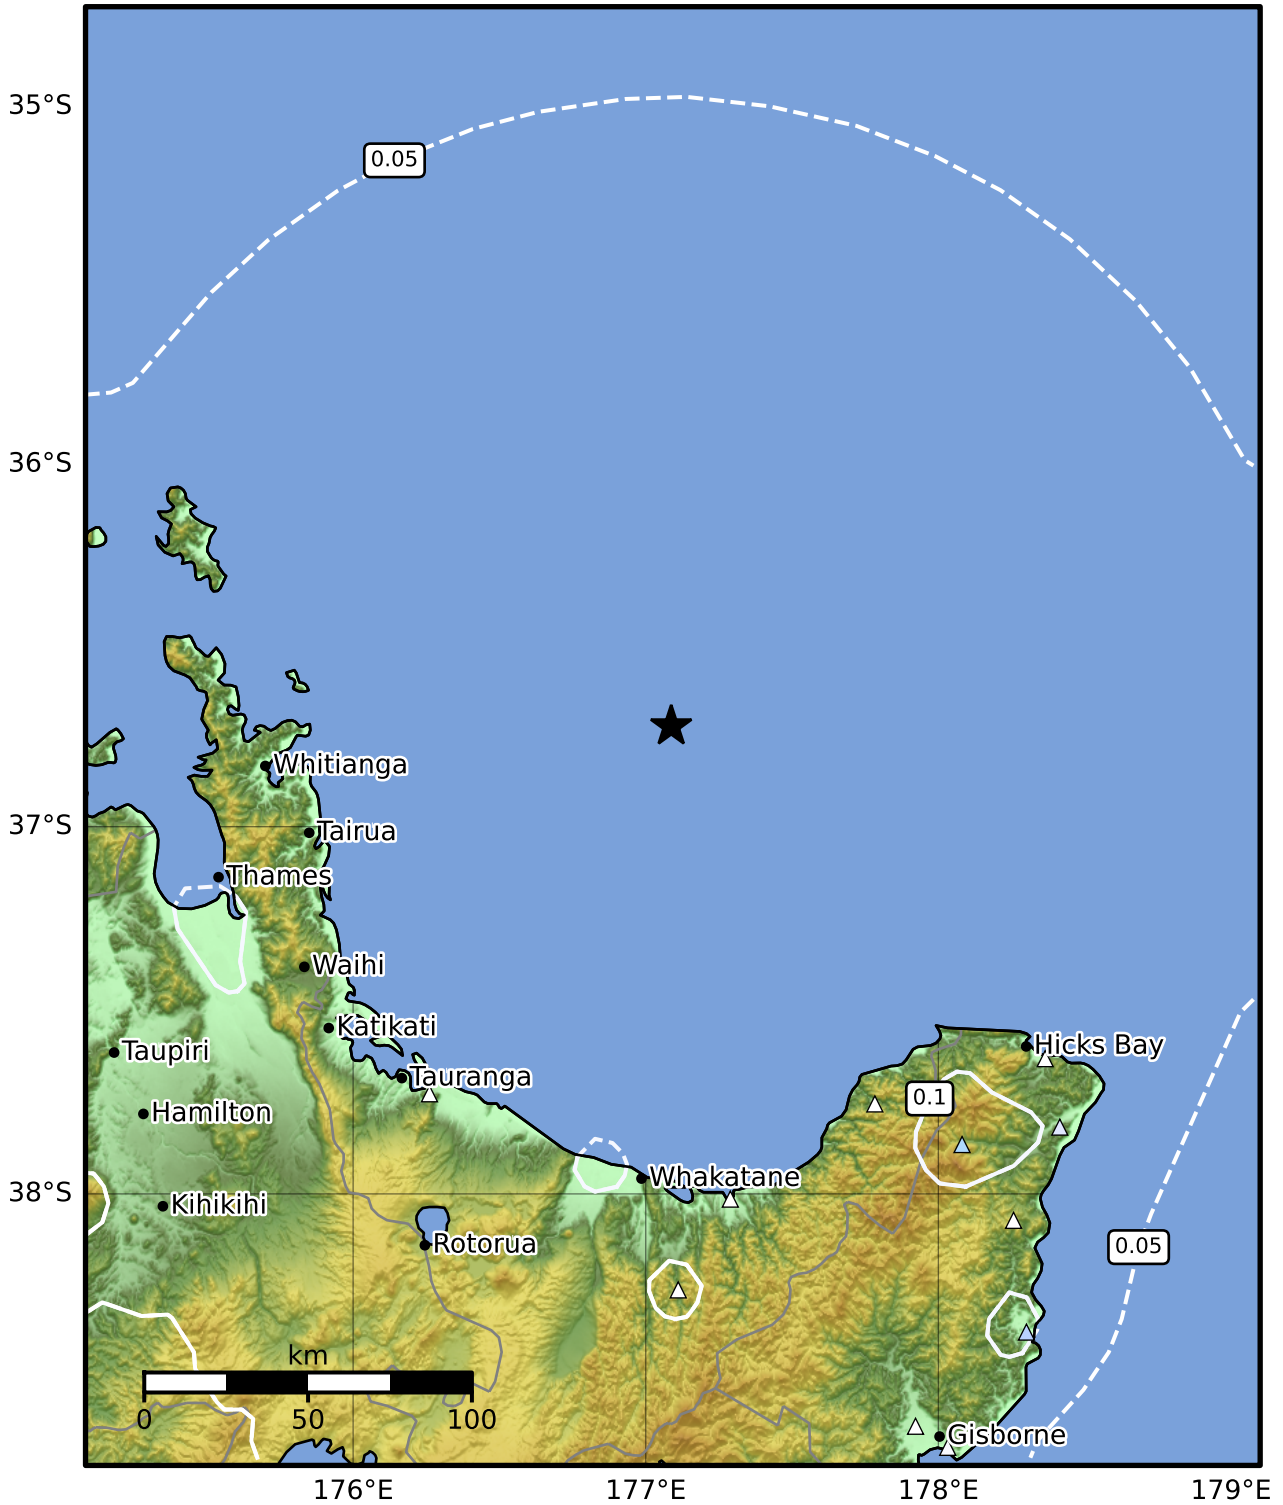 35°S
0.05
36°S
Whitianga
37°S
Tairua
Thames
Waihi
Katikati
Hicks Bay
Taupiri
Tauranga
0.1
Hamilton
Whakatane
38°S
Kihikihi
Rotorua
0.05
km
0 50 100
Gisborne
176°E 177°E 178°E 179°E